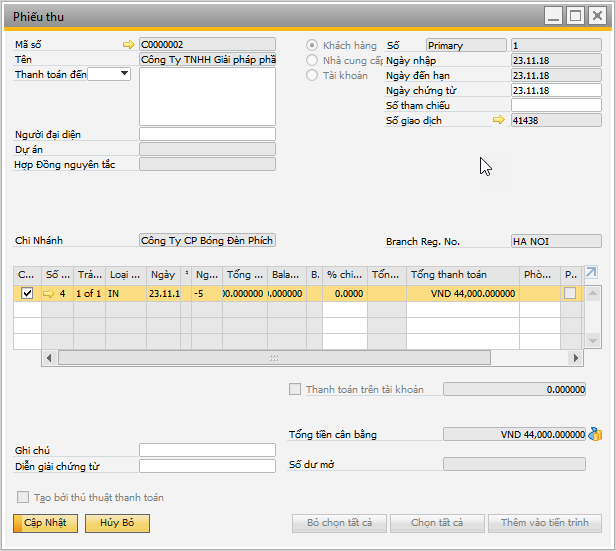 Phiếu thu
Mã số C0000002 Khách hàng Số Primary 1
Tên Công Ty TNHH Giải pháp phầ Nhà cung cấp Ngày nhập 23.11.18
Thanh toán đến Tài khoản Ngày đến hạn 23.11.18
Ngày chứng từ 23.11.18
Số tham chiếu
Số giao dịch 41438
Người đại diện
Dự án
Hợp Đồng nguyên tắc
Chi Nhánh Công Ty CP Bóng Đèn Phích Branch Reg. No. HA NOI
C... Số ... Trả... Loại ... Ngày * Ng... Tổng ... Bala... B. % chi... Tổn... Tổng thanh toán Phò... P...
4 1 of 1 IN 23.11.1 -5 00.000000 .000000 0.0000 VND 44,000.000000
Thanh toán trên tài khoản 0.000000
Tổng tiền cân bằng VND 44,000.000000
Ghi chú
Diễn giải chứng từ Số dư mở
Tạo bởi thủ thuật thanh toán
Cập Nhật Hủy Bỏ Bỏ chọn tất cả Chọn tất cả Thêm vào tiến trình